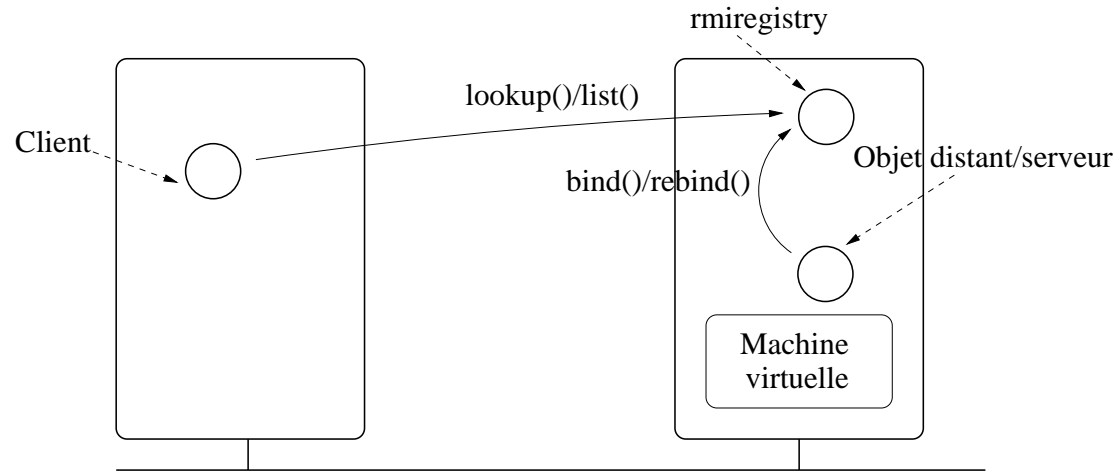 rmiregistry
lookup()/list()
Client
Objet distant/serveur
bind()/rebind()
Machine
virtuelle